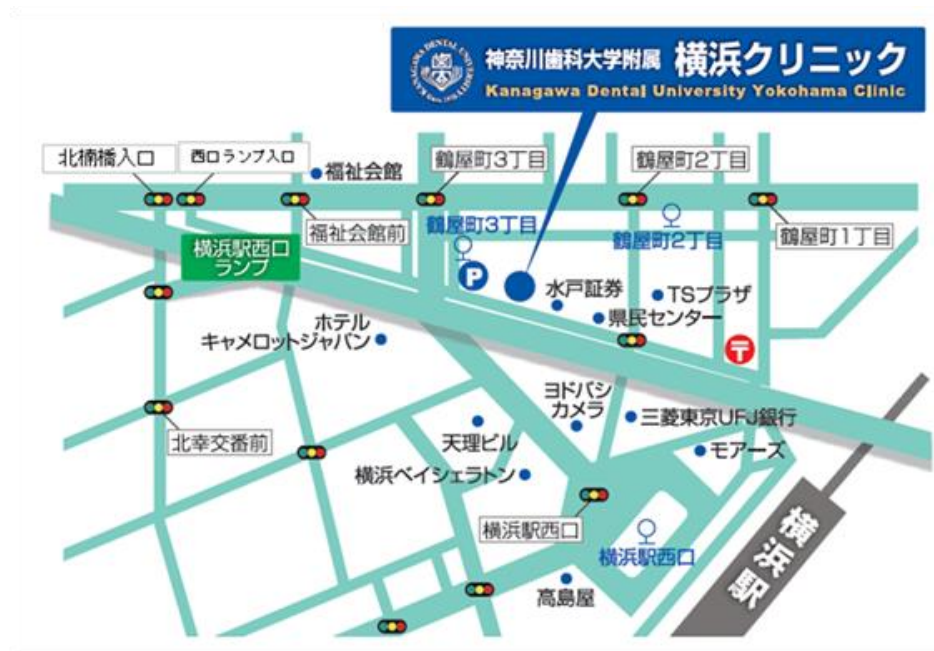 神奈川歯科大学附属 横浜クリニック
Kanagawa Dental University Yokohama Clinic
KANAGAWA DENTAL UNIVERSITY
北楠橋入口
西口ランプ入口
福祉会館
鶴屋町3丁目
鶴屋町2丁目
福祉会館前
鶴屋町3丁目
鶴屋町2丁目
鶴屋町1丁目
横浜駅西口
ランプ
P
水戸証券
TSプラザ
県民センター
ホテル
キャメロットジャパン
〒
ヨドバシ
カメラ
三菱東京UFJ銀行
北幸交番前
天理ビル
モアーズ
横浜ベイシェラトン
横浜駅西口
横浜駅西口
横浜駅
高島屋